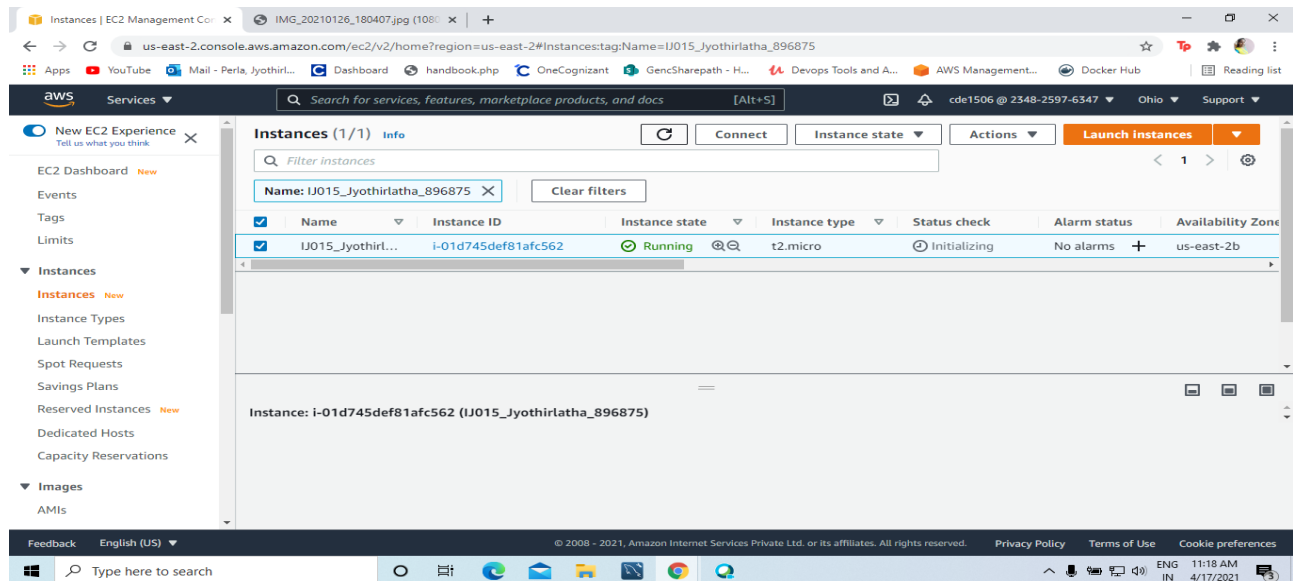 Instances | EC2 Management Cor
IMG_20210126_180407.jpg (1080
us-east-2.console.aws.amazon.com/ec2/v2/home?region=us-east-2#Instances:tag:Name=IJ015_Jyothirlatha_896875
Apps YouTube Mail - Perla, Jyothirl... Dashboard handbook.php OneCognizant GencSharepath - H... Devops Tools and A... AWS Management... Docker Hub Reading list
aws Services Search for services, features, marketplace products, and docs [Alt+S] cde1506 @ 2348-2597-6347 Ohio Support
New EC2 Experience
Tell us what you think
EC2 Dashboard New
Events
Tags
Limits
Instances
Instances New
Instance Types
Launch Templates
Spot Requests
Savings Plans
Reserved Instances New
Dedicated Hosts
Capacity Reservations
Images
AMIs
Instances (1/1) Info Connect Instance state Actions Launch instances
Filter instances 1
Name: IJ015_Jyothirlatha_896875 Clear filters
Name Instance ID Instance state Instance type Status check Alarm status Availability Zone
IJ015_Jyothirl... i-01d745def81afc562 Running t2.micro Initializing No alarms us-east-2b
Instance: i-01d745def81afc562 (IJ015_Jyothirlatha_896875)
Feedback English (US) © 2008 - 2021, Amazon Internet Services Private Ltd. or its affiliates. All rights reserved. Privacy Policy Terms of Use Cookie preferences
Type here to search
ENG 11:18 AM
IN 4/17/2021
3